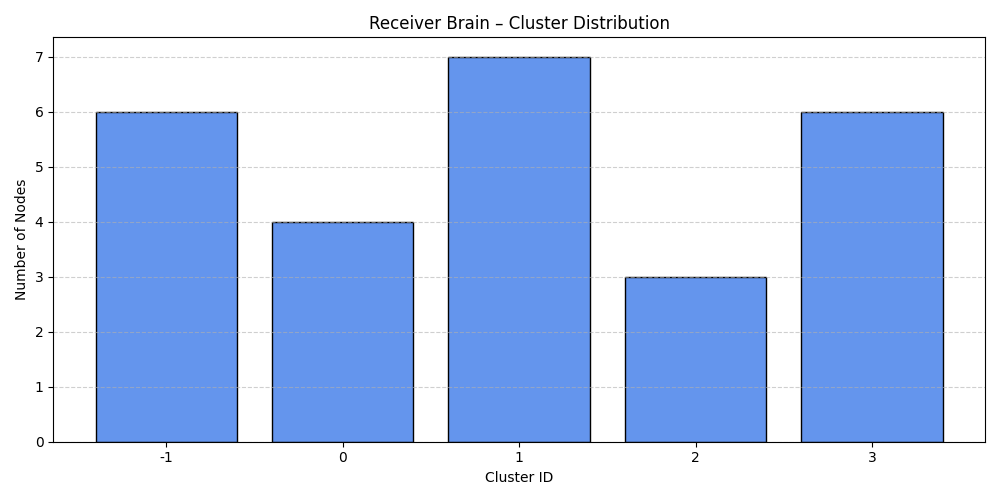 Receiver Brain – Cluster Distribution
Number of Nodes
7
6
5
4
3
2
1
0
-1 0 1 2 3
Cluster ID